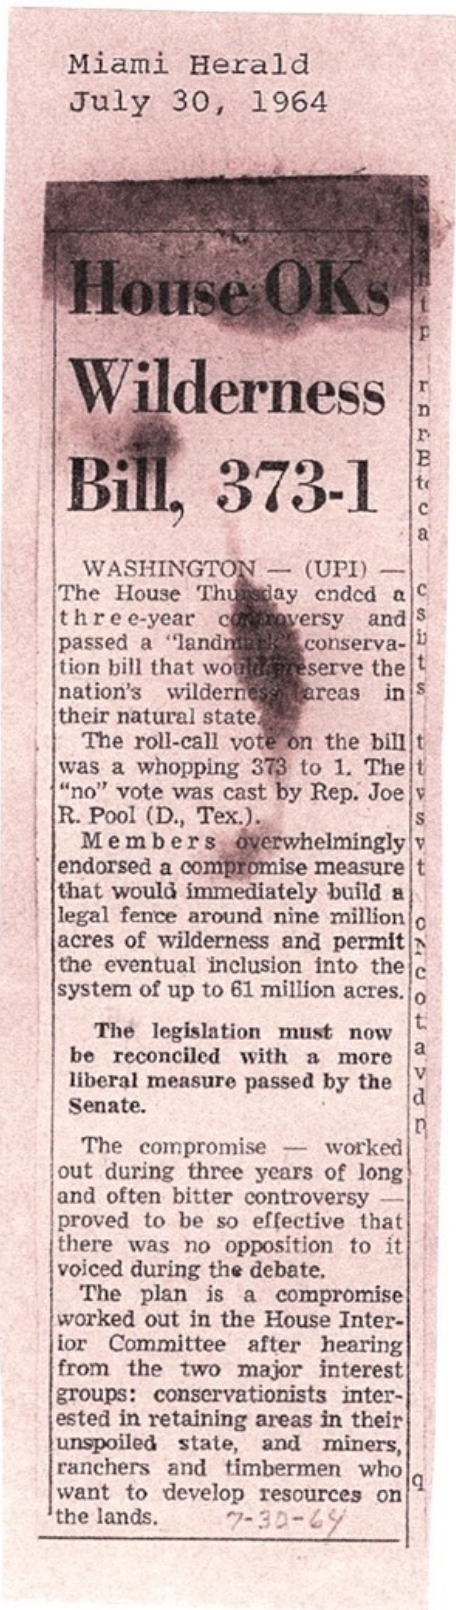 Miami Herald
July 30, 1964
House OKs
Wilderness
Bill, 373-1
WASHINGTON — (UPI) —
The House Thursday ended a
three-year controversy and
passed a "landmark" conserva-
tion bill that would preserve the
nation's wilderness areas in
their natural state.
The roll-call vote on the bill
was a whopping 373 to 1. The
"no" vote was cast by Rep. Joe
R. Pool (D., Tex.).
Members overwhelmingly
endorsed a compromise measure
that would immediately build a
legal fence around nine million
acres of wilderness and permit
the eventual inclusion into the
system of up to 61 million acres.
The legislation must now
be reconciled with a more
liberal measure passed by the
Senate.
The compromise — worked
out during three years of long
and often bitter controversy —
proved to be so effective that
there was no opposition to it
voiced during the debate.
The plan is a compromise
worked out in the House Inter-
ior Committee after hearing
from the two major interest
groups: conservationists inter-
ested in retaining areas in their
unspoiled state, and miners,
ranchers and timbermen who
want to develop resources on
the lands.
7-30-64